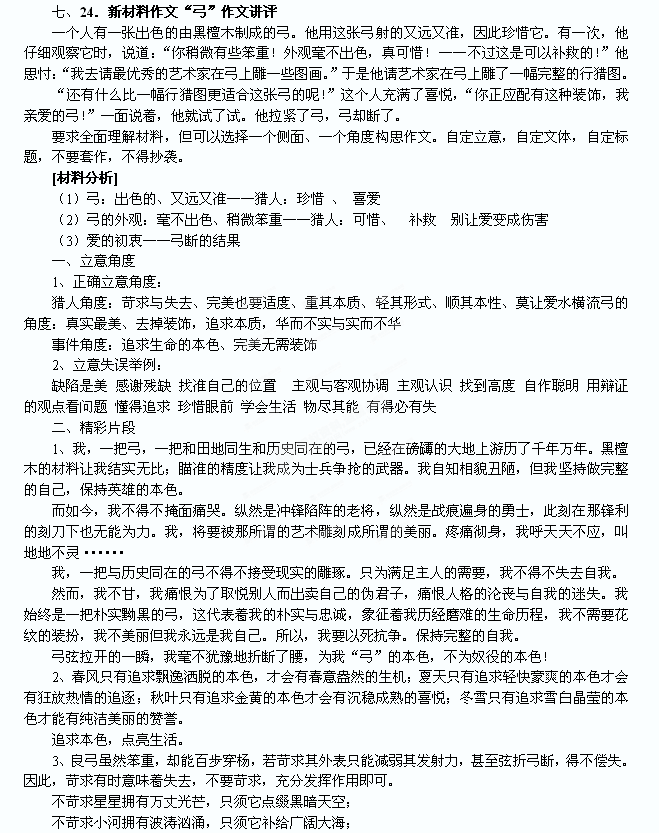 七、24．新材料作文“弓”作文讲评
一个人有一张出色的由黑檀木制成的弓。他用这张弓射的又远又准，因此珍惜它。有一次，他
仔细观察它时，说道：“你稍微有些笨重！外观毫不出色，真可惜！一一不过这是可以补救的！”他
思忖：“我去请最优秀的艺术家在弓上雕一些图画。”于是他请艺术家在弓上雕了一幅完整的行猎图。
“还有什么比一幅行猎图更适合这张弓的呢！”这个人充满了喜悦，“你正应配有这种装饰，我
亲爱的弓！”一面说着，他就试了试。他拉紧了弓，弓却断了。
要求全面理解材料，但可以选择一个侧面、一个角度构思作文。自定立意，自定文体，自定标
题，不要套作，不得抄袭。
[材料分析]
（1）弓：出色的、又远又准一一猎人：珍惜 、 喜爱
（2）弓的外观：毫不出色、稍微笨重一一猎人：可惜、 补救 别让爱变成伤害
（3）爱的初衷一一弓断的结果
一、立意角度
1、正确立意角度：
猎人角度：苛求与失去、完美也要适度、重其本质、轻其形式、顺其本性、莫让爱水横流弓的
角度：真实最美、去掉装饰，追求本质，华而不实与实而不华
事件角度：追求生命的本色、完美无需装饰
2、立意失误举例：
缺陷是美 感谢残缺 找准自己的位置 主观与客观协调 主观认识 找到高度 自作聪明 用辩证
的观点看问题 懂得追求 珍惜眼前 学会生活 物尽其能 有得必有失
二、精彩片段
1、我，一把弓，一把和田地同生和历史同在的弓，已经在磅礴的大地上游历了千年万年。黑檀
木的材料让我结实无比；瞄准的精度让我成为士兵争抢的武器。我自知相貌丑陋，但我坚持做完整
的自己，保持英雄的本色。
而如今，我不得不掩面痛哭。纵然是冲锋陷阵的老将，纵然是战痕遍身的勇士，此刻在那锋利
的刻刀下也无能为力。我，将要被那所谓的艺术雕刻成所谓的美丽。疼痛彻身，我呼天天不应，叫
地地不灵······
我，一把与历史同在的弓不得不接受现实的雕琢。只为满足主人的需要，我不得不失去自我。
然而，我不甘，我痛恨为了取悦别人而出卖自己的伪君子，痛恨人格的沦丧与自我的迷失。我
始终是一把朴实黝黑的弓，这代表着我的朴实与忠诚，象征着我历经磨难的生命历程，我不需要花
纹的装扮，我不美丽但我永远是我自己。所以，我要以死抗争。保持完整的自我。
弓弦拉开的一瞬，我毫不犹豫地折断了腰，为我“弓”的本色，不为奴役的本色！
2、春风只有追求飘逸洒脱的本色，才会有春意盎然的生机；夏天只有追求轻快蒙爽的本色才会
有狂放热情的追逐；秋叶只有追求金黄的本色才会有沉稳成熟的喜悦；冬雪只有追求雪白晶莹的本
色才能有纯洁美丽的赞誉。
追求本色，点亮生活。
3、良弓虽然笨重，却能百步穿杨，若苛求其外表只能减弱其发射力，甚至弦折弓断，得不偿失。
因此，苛求有时意味着失去，不要苛求，充分发挥作用即可。
不苛求星星拥有万丈光芒，只须它点缀黑暗天空；
不苛求小河拥有波涛汹涌，只须它补给广阔大海；